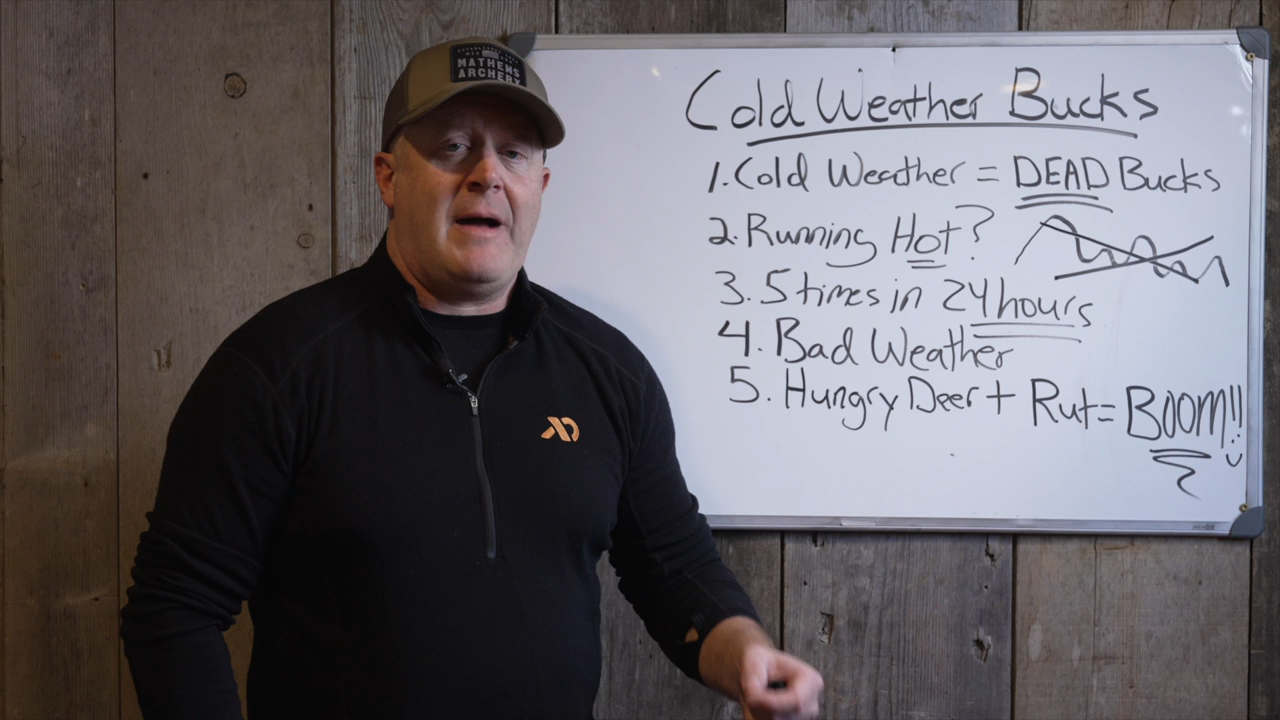 MATHEWS
ARCHERY
Cold Weather Bucks
1. Cold Weather = DEAD Bucks
2. Running Hot?
3. 5 times in 24 hours
4. Bad Weather
5. Hungry Deer + Rut = BOOM!!